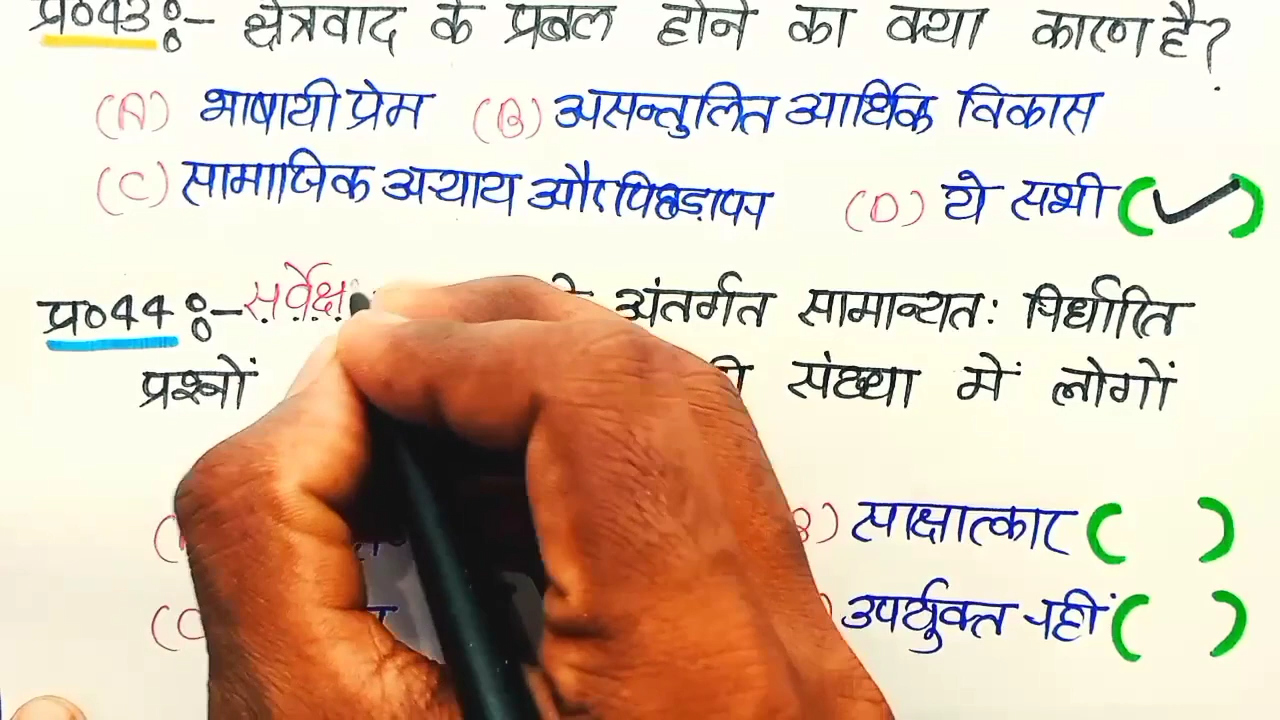 प्र०43:- क्षेत्रवाद के प्रबल होने का क्या कारण है?
(A) भाषायी प्रेम (B) असन्तुलित आर्थिक विकास
(C) सामाजिक अन्याय और पिछड़ापन (D) ये सभी (✓)
प्र०44:- सर्वेक्ष अंतर्गत सामान्यत: निर्धारित
प्रश्नों संख्या में लोगों
साक्षात्कार ( )
उपर्युक्त नहीं ( )